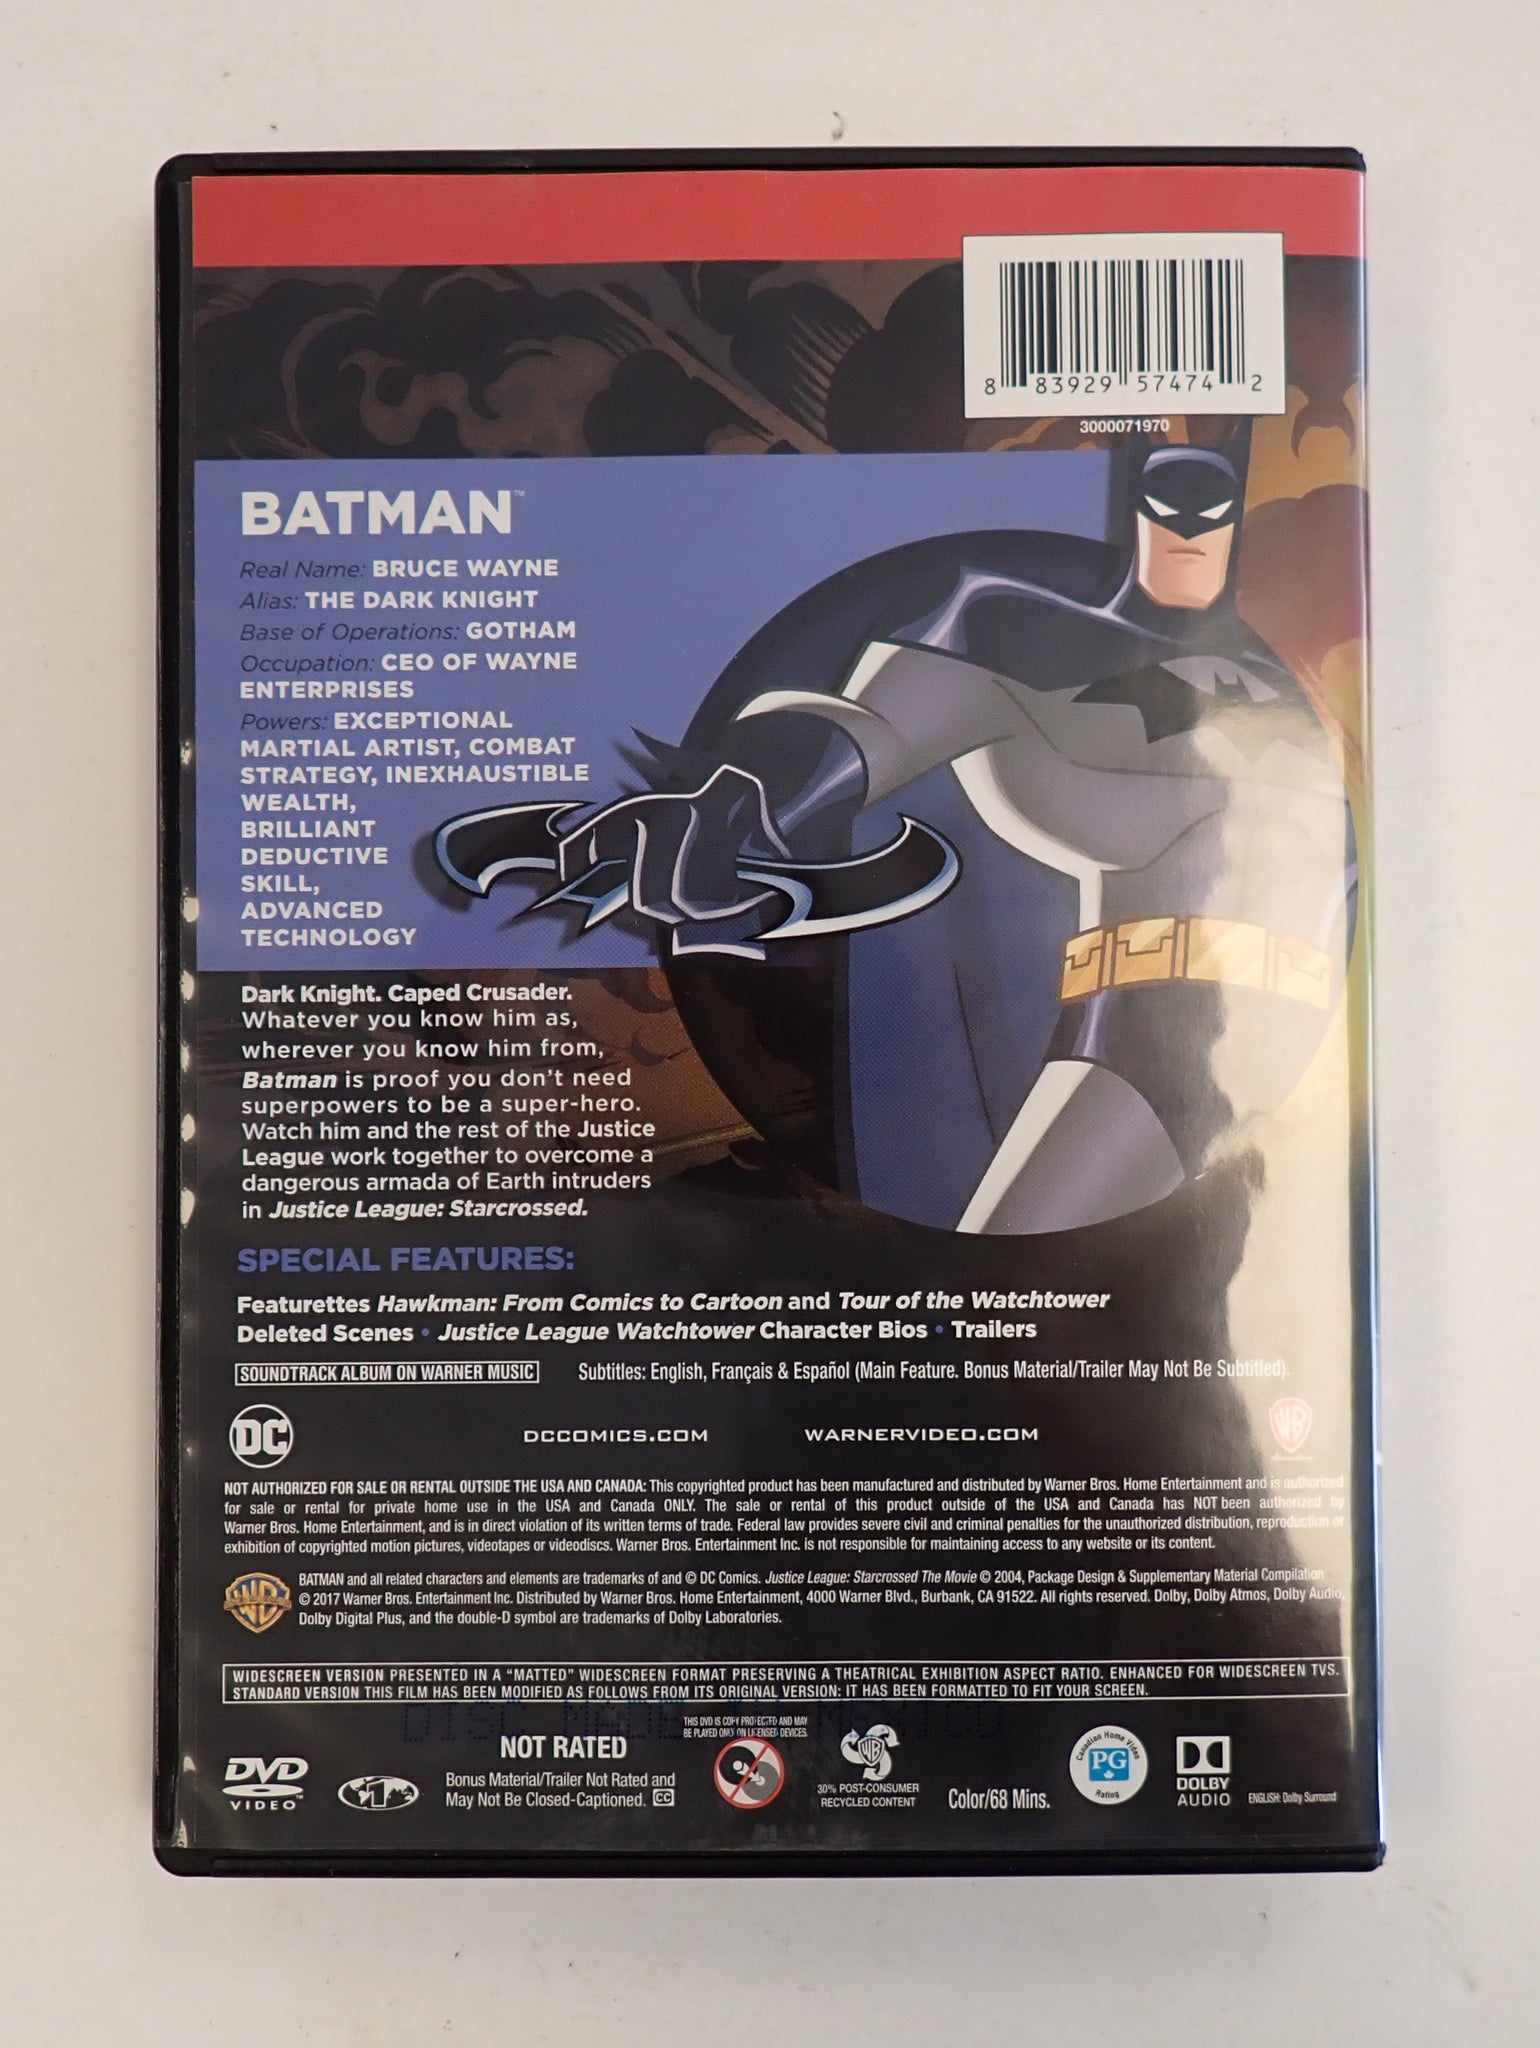 8 83929 57474 2
3000071970
BATMAN™
Real Name: BRUCE WAYNE
Alias: THE DARK KNIGHT
Base of Operations: GOTHAM
Occupation: CEO OF WAYNE
ENTERPRISES
Powers: EXCEPTIONAL
MARTIAL ARTIST, COMBAT
STRATEGY, INEXHAUSTIBLE
WEALTH,
BRILLIANT
DEDUCTIVE
SKILL,
ADVANCED
TECHNOLOGY
Dark Knight. Caped Crusader.
Whatever you know him as,
wherever you know him from,
Batman is proof you don't need
superpowers to be a super-hero.
Watch him and the rest of the Justice
League work together to overcome a
dangerous armada of Earth intruders
in Justice League: Starcrossed.
SPECIAL FEATURES:
Featurettes Hawkman: From Comics to Cartoon and Tour of the Watchtower
Deleted Scenes • Justice League Watchtower Character Bios • Trailers
SOUNDTRACK ALBUM ON WARNER MUSIC Subtitles: English, Français & Español (Main Feature. Bonus Material/Trailer May Not Be Subtitled).
DC DCCOMICS.COM WARNERVIDEO.COM WB
NOT AUTHORIZED FOR SALE OR RENTAL OUTSIDE THE USA AND CANADA: This copyrighted product has been manufactured and distributed by Warner Bros. Home Entertainment and is authorized
for sale or rental for private home use in the USA and Canada ONLY. The sale or rental of this product outside of the USA and Canada has NOT been authorized by
Warner Bros. Home Entertainment, and is in direct violation of its written terms of trade. Federal law provides severe civil and criminal penalties for the unauthorized distribution, reproduction or
exhibition of copyrighted motion pictures, videotapes or videodiscs. Warner Bros. Entertainment Inc. is not responsible for maintaining access to any website or its content.
WB
BATMAN and all related characters and elements are trademarks of and © DC Comics. Justice League: Starcrossed The Movie © 2004, Package Design & Supplementary Material Compilation
© 2017 Warner Bros. Entertainment Inc. Distributed by Warner Bros. Home Entertainment, 4000 Warner Blvd., Burbank, CA 91522. All rights reserved. Dolby, Dolby Atmos, Dolby Audio,
Dolby Digital Plus, and the double-D symbol are trademarks of Dolby Laboratories.
WIDESCREEN VERSION PRESENTED IN A "MATTED" WIDESCREEN FORMAT PRESERVING A THEATRICAL EXHIBITION ASPECT RATIO. ENHANCED FOR WIDESCREEN TVS.
STANDARD VERSION THIS FILM HAS BEEN MODIFIED AS FOLLOWS FROM ITS ORIGINAL VERSION: IT HAS BEEN FORMATTED TO FIT YOUR SCREEN.
DISC MADE IN MEXICO
THIS DVD IS COPY PROTECTED AND MAY
BE PLAYED ONLY ON LICENSED DEVICES.
DVD
VIDEO
1
NOT RATED
Bonus Material/Trailer Not Rated and
May Not Be Closed-Captioned. CC
WB
30% POST-CONSUMER
RECYCLED CONTENT
Color/68 Mins.
Canadian Home Video
PG
Rating
DOLBY
AUDIO
ENGLISH: Dolby Surround